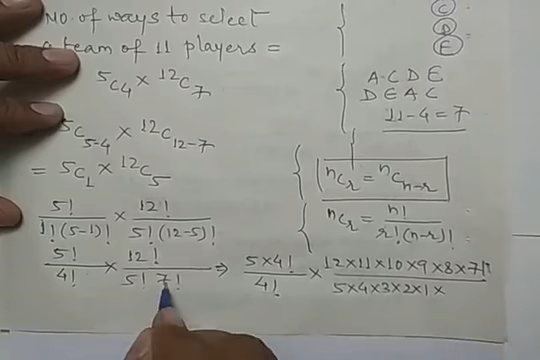 NO. of ways to select
a team of 11 players =
⁵C₄ × ¹²C₇
⁵C₅₋₄ × ¹²C₁₂₋₇
= ⁵C₁ × ¹²C₅
5! / 1!(5-1)! × 12! / 5!(12-5)!
5! / 4! × 12! / 5! 7! ⇒ 5×4! / 4! × 12×11×10×9×8×7! / 5×4×3×2×1×
C
D
E
A C D E
D E A C
11-4 = 7
ⁿCᵣ = ⁿCₙ₋ᵣ
ⁿCᵣ = n! / r!(n-r)!